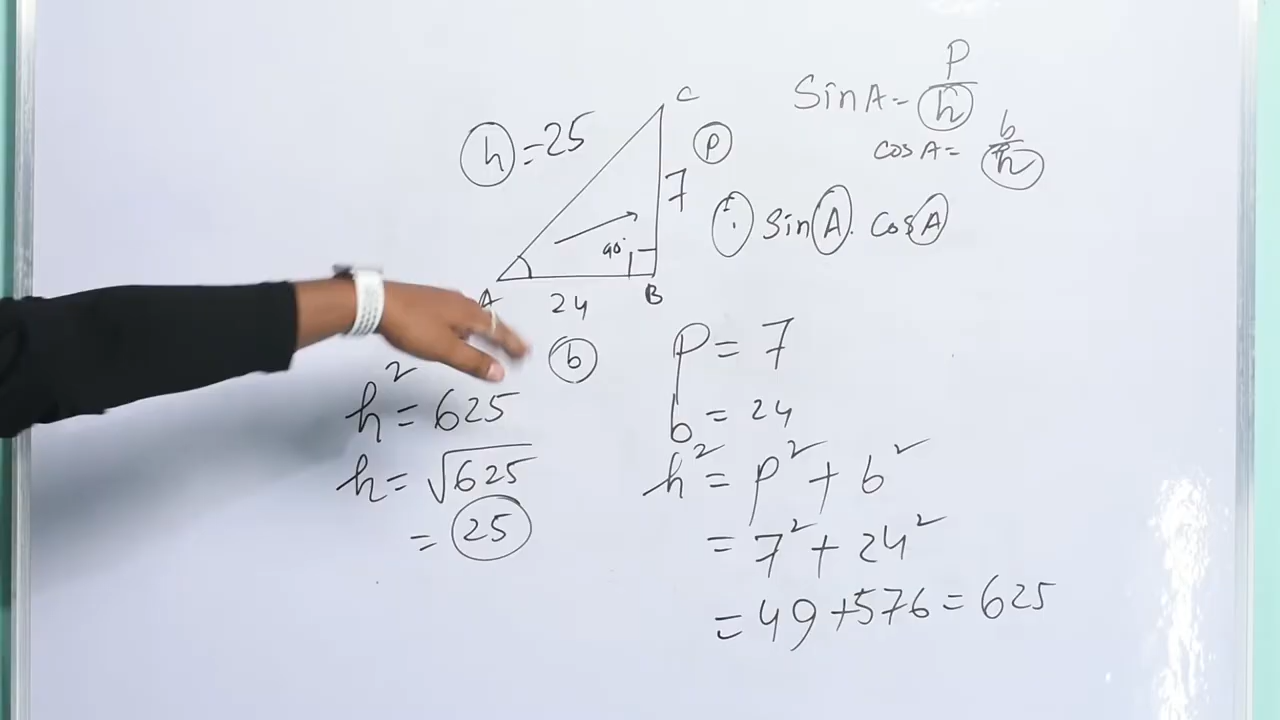 C
h = 25
p
7
90°
A
24
B
b
Sin A = p/h
cos A = b/h
I. Sin A. Cos A
h² = 625
h = √625
= 25
p = 7
b = 24
h² = p² + b²
= 7² + 24²
= 49 + 576 = 625